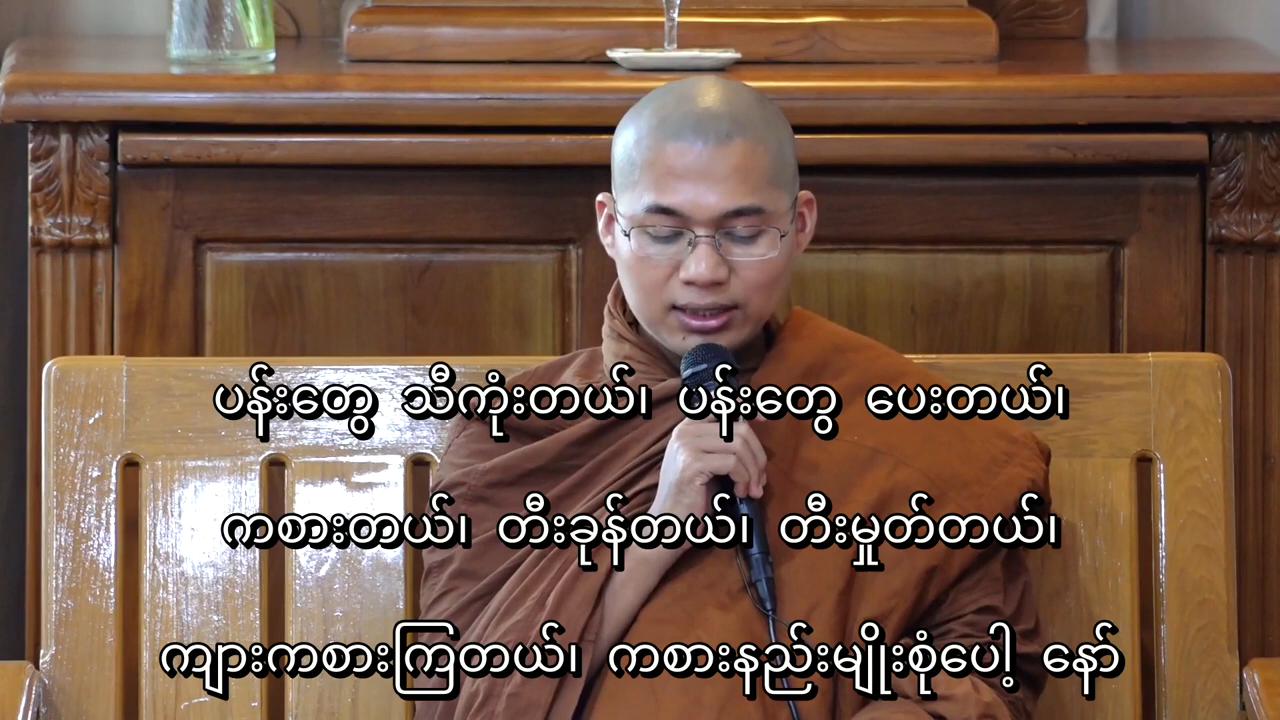 ပန်းတွေ သီကုံးတယ်၊ ပန်းတွေ ပေးတယ်၊
ကစားတယ်၊ တီးခုန်တယ်၊ တီးမှုတ်တယ်၊
ကျားကစားကြတယ်၊ ကစားနည်းမျိုးစုံပေါ့ နော်